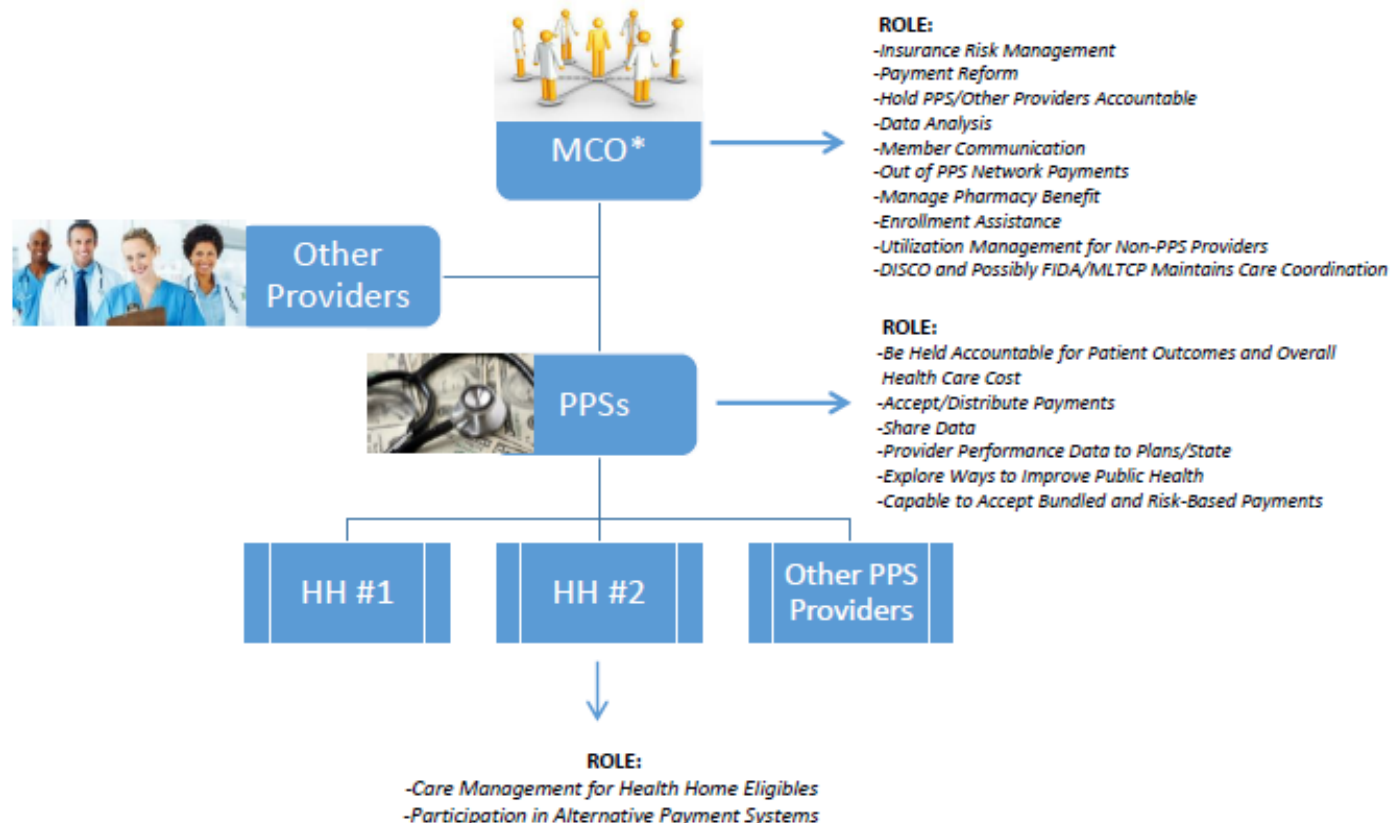 MCO*
ROLE:
-Insurance Risk Management
-Payment Reform
-Hold PPS/Other Providers Accountable
-Data Analysis
-Member Communication
-Out of PPS Network Payments
-Manage Pharmacy Benefit
-Enrollment Assistance
-Utilization Management for Non-PPS Providers
-DISCO and Possibly FIDA/MLTCP Maintains Care Coordination
Other
Providers
PPSs
ROLE:
-Be Held Accountable for Patient Outcomes and Overall
Health Care Cost
-Accept/Distribute Payments
-Share Data
-Provider Performance Data to Plans/State
-Explore Ways to Improve Public Health
-Capable to Accept Bundled and Risk-Based Payments
HH #1
HH #2
Other PPS
Providers
ROLE:
-Care Management for Health Home Eligibles
-Participation in Alternative Payment Systems